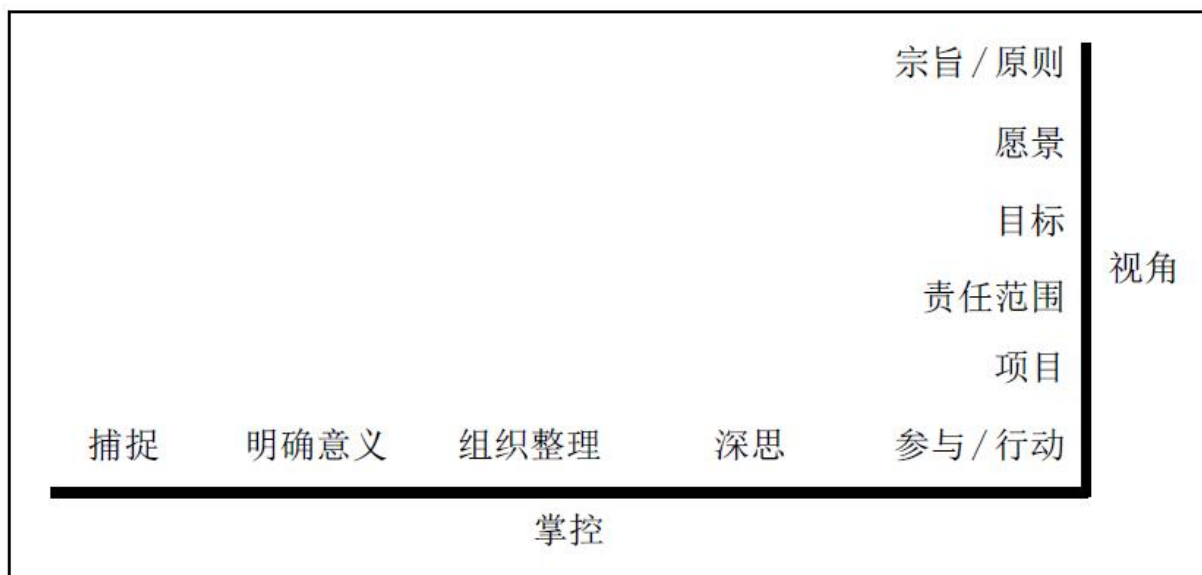 宗旨/原则
愿景
目标
视角
责任范围
项目
捕捉 明确意义 组织整理 深思 参与/行动
掌控